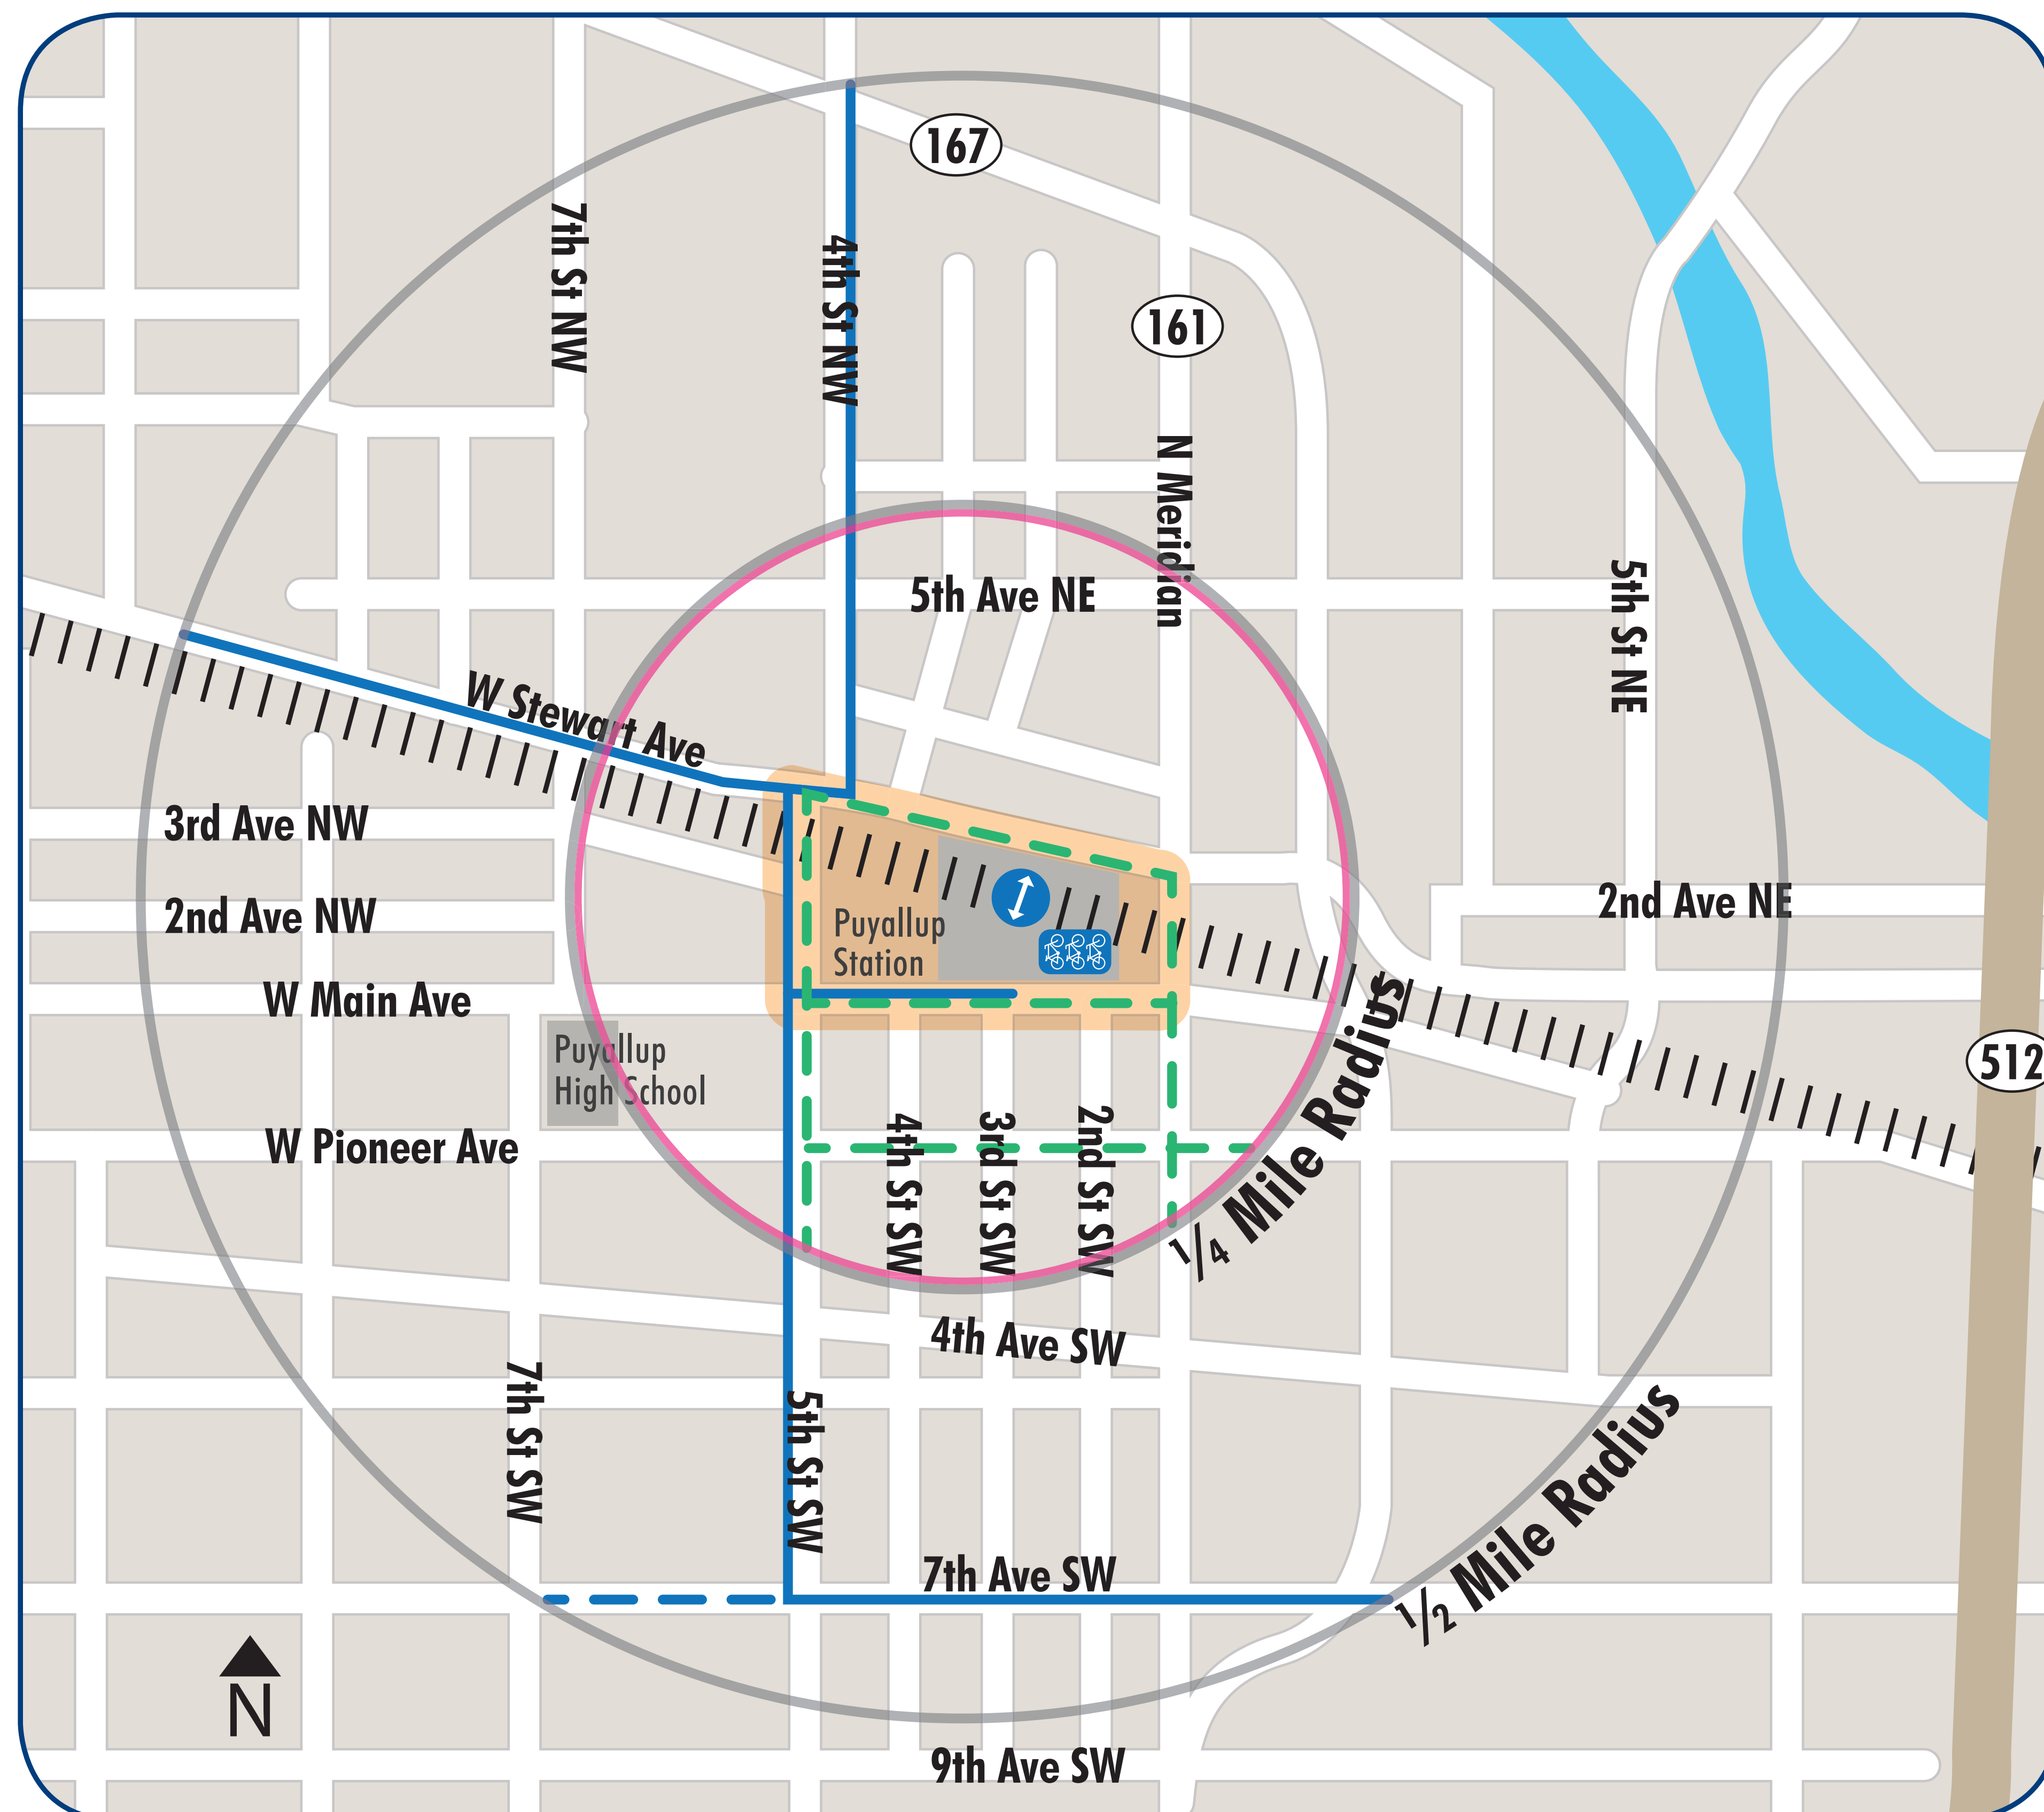 167
7th St NW
4th St NW
161
N Meridian
5th Ave NE
5th St NE
W Stewart Ave
3rd Ave NW
2nd Ave NW
2nd Ave NE
Puyallup
Station
W Main Ave
Puyallup
High School
512
W Pioneer Ave
4th St SW
3rd St SW
2nd St SW
1/4 Mile Radius
4th Ave SW
7th St SW
5th St SW
7th Ave SW
1/2 Mile Radius
N
9th Ave SW